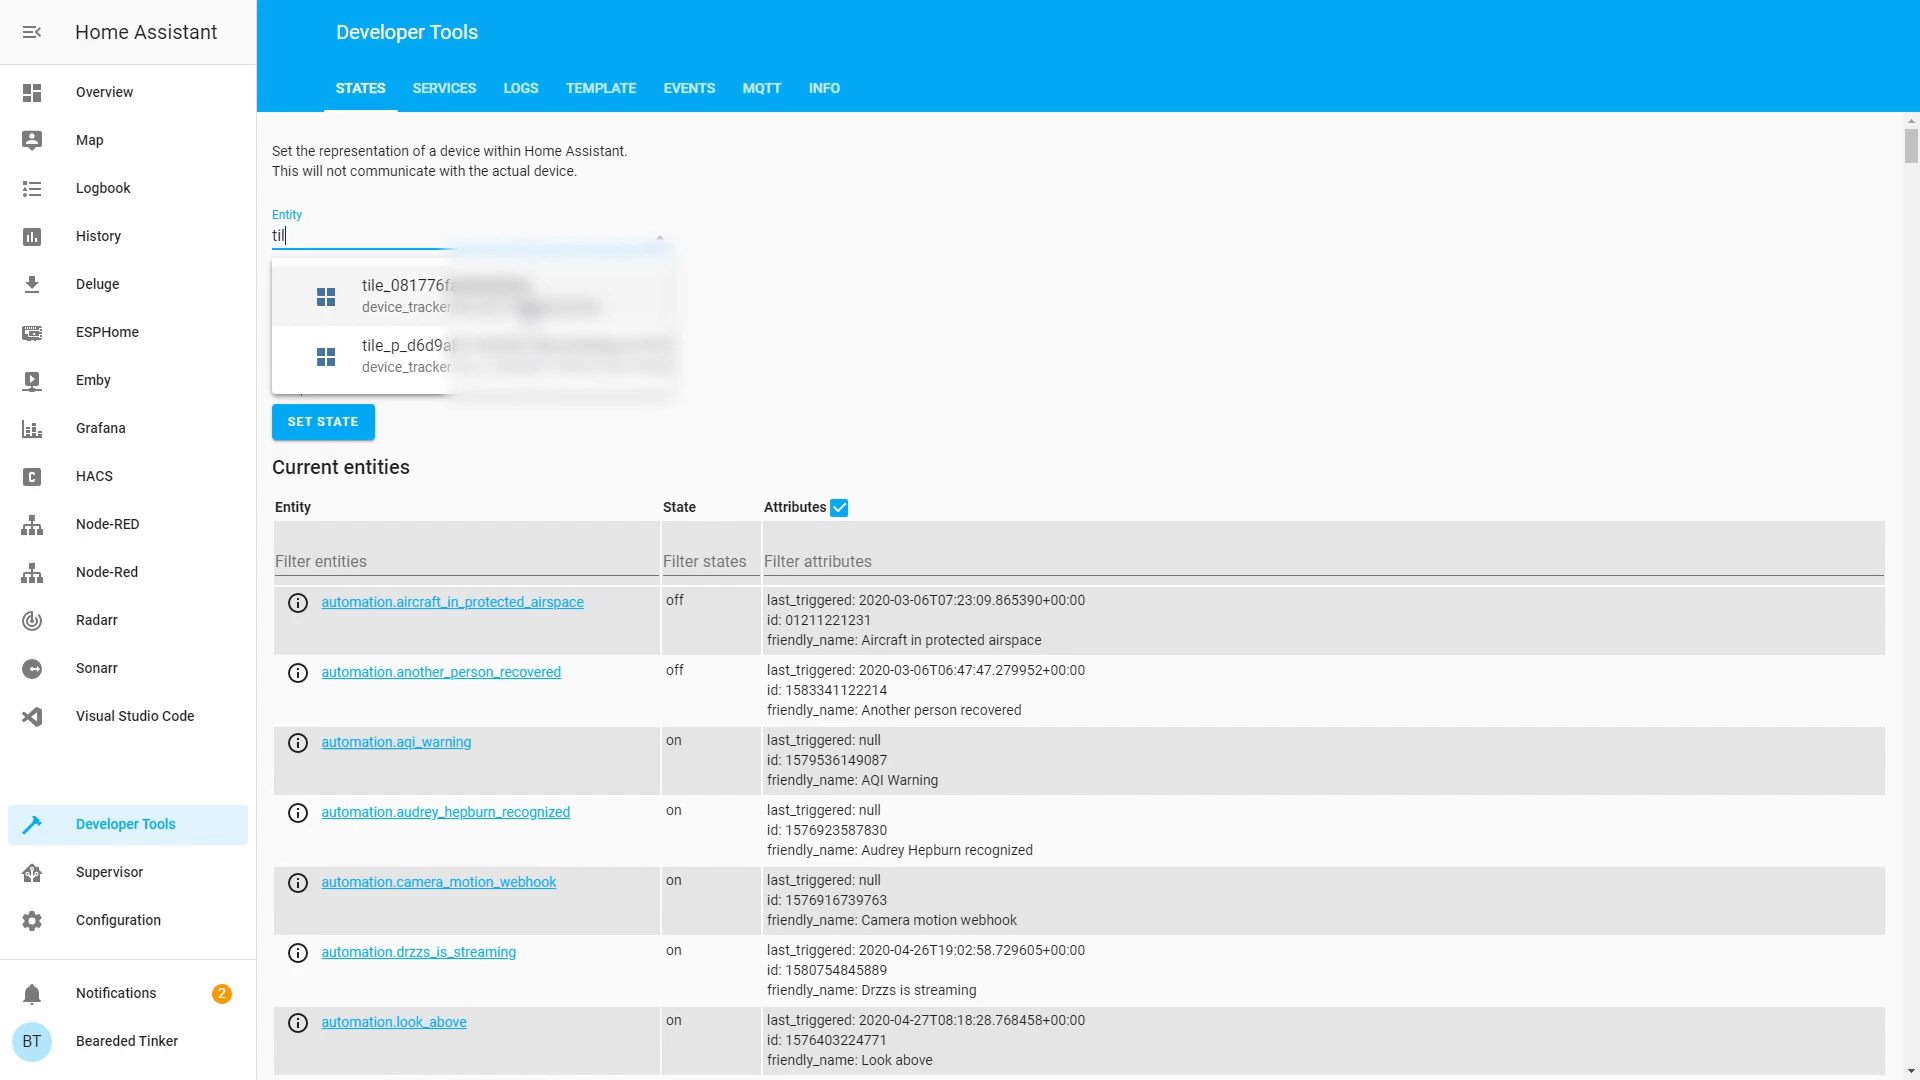 Home Assistant
Developer Tools
STATES SERVICES LOGS TEMPLATE EVENTS MQTT INFO
Overview
Map
Logbook
History
Deluge
ESPHome
Emby
Grafana
HACS
Node-RED
Node-Red
Radarr
Sonarr
Visual Studio Code
Developer Tools
Supervisor
Configuration
Notifications 2
BT Beareded Tinker
Set the representation of a device within Home Assistant.
This will not communicate with the actual device.
Entity
til
tile_081776f
device_tracker.
tile_p_d6d9a
device_tracker.
SET STATE
Current entities
Entity State Attributes
Filter entities Filter states Filter attributes
automation.aircraft_in_protected_airspace off last_triggered: 2020-03-06T07:23:09.865390+00:00
id: 01211221231
friendly_name: Aircraft in protected airspace
automation.another_person_recovered off last_triggered: 2020-03-06T06:47:47.279952+00:00
id: 1583341122214
friendly_name: Another person recovered
automation.aqi_warning on last_triggered: null
id: 1579536149087
friendly_name: AQI Warning
automation.audrey_hepburn_recognized on last_triggered: null
id: 1576923587830
friendly_name: Audrey Hepburn recognized
automation.camera_motion_webhook on last_triggered: null
id: 1576916739763
friendly_name: Camera motion webhook
automation.drzzs_is_streaming on last_triggered: 2020-04-26T19:02:58.729605+00:00
id: 1580754845889
friendly_name: Drzzs is streaming
automation.look_above on last_triggered: 2020-04-27T08:18:28.768458+00:00
id: 1576403224771
friendly_name: Look above